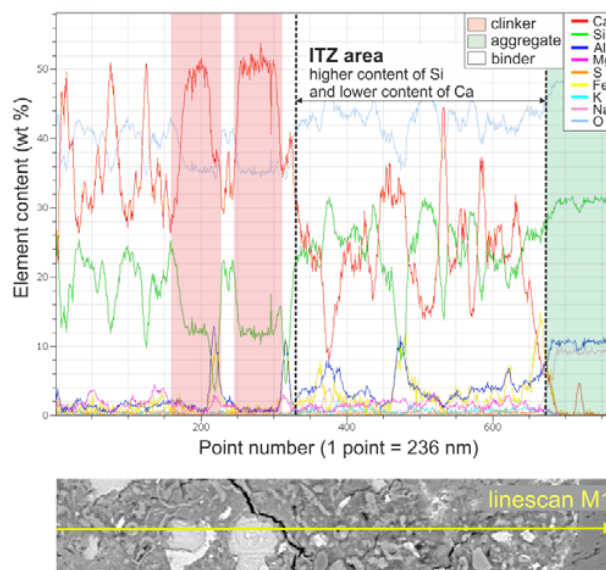 clinker
aggregate
binder
Ca
Si
Al
Mg
S
Fe
K
Na
O
ITZ area
higher content of Si
and lower content of Ca
50
40
30
20
10
0
200
400
600
Element content (wt %)
Point number (1 point = 236 nm)
linescan M1